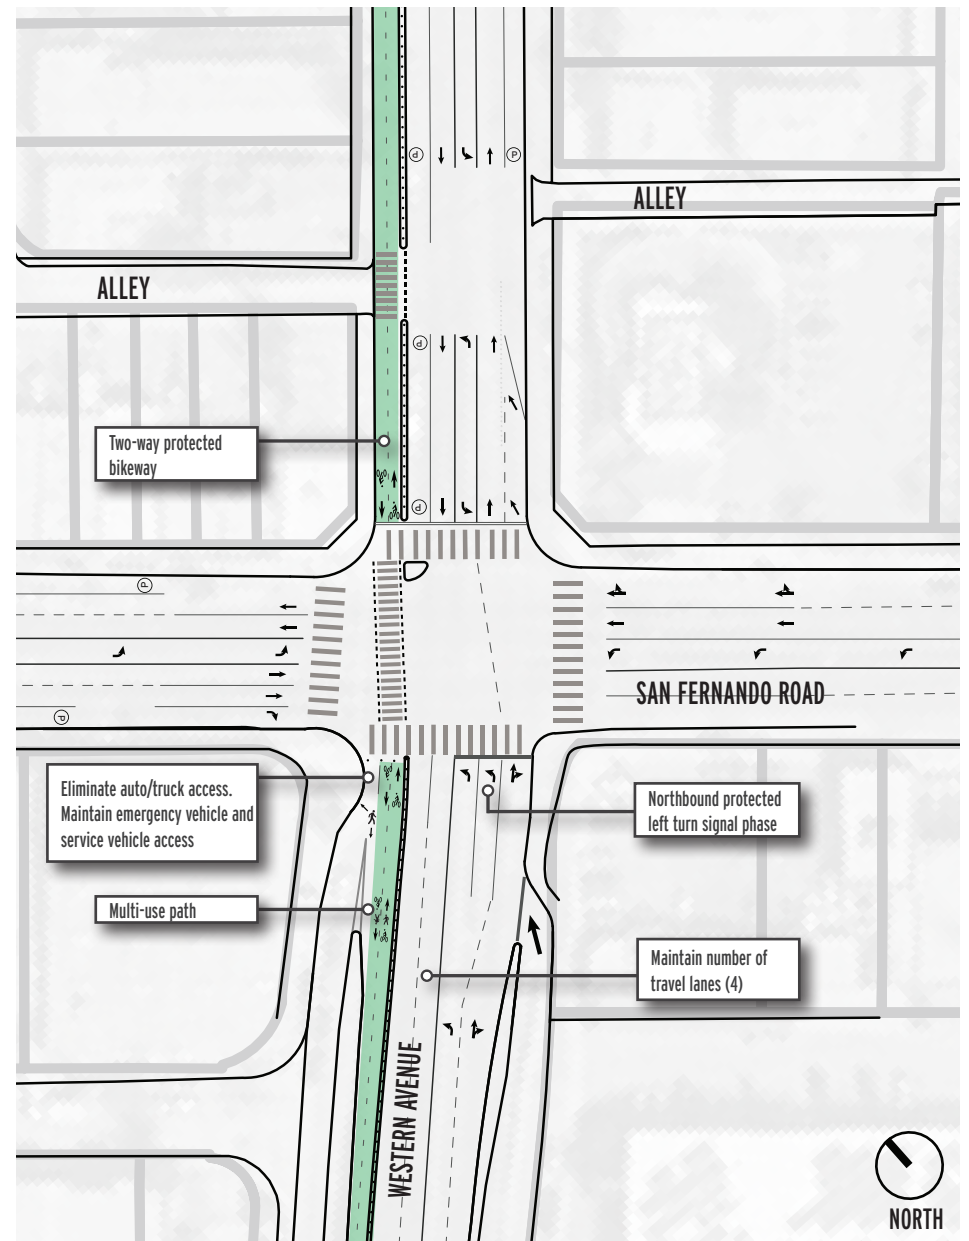 P
P
ALLEY
ALLEY
P
Two-way protected
bikeway
P
P
SAN FERNANDO ROAD
P
Eliminate auto/truck access.
Maintain emergency vehicle and
service vehicle access
Northbound protected
left turn signal phase
Multi-use path
Maintain number of
travel lanes (4)
WESTERN AVENUE
NORTH